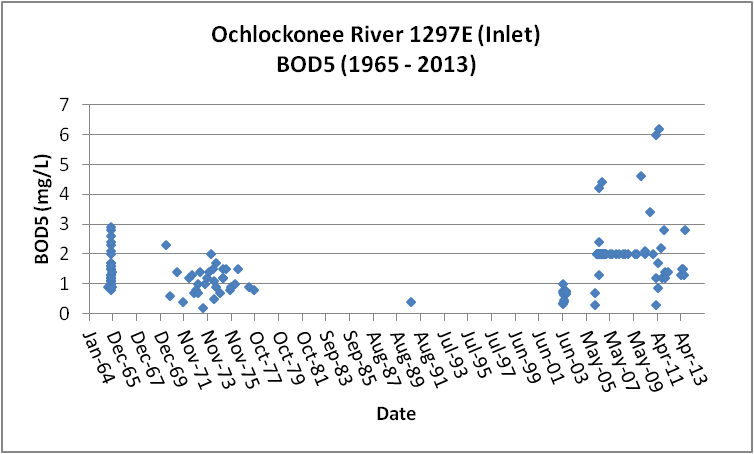 Ochlockonee River 1297E (Inlet)
BOD5 (1965 - 2013)
BOD5 (mg/L)
7
6
5
4
3
2
1
0
Jan-64
Dec-65
Dec-67
Dec-69
Nov-71
Nov-73
Nov-75
Oct-77
Oct-79
Oct-81
Sep-83
Sep-85
Aug-87
Aug-89
Aug-91
Jul-93
Jul-95
Jul-97
Jun-99
Jun-01
Jun-03
May-05
May-07
May-09
Apr-11
Apr-13
Date